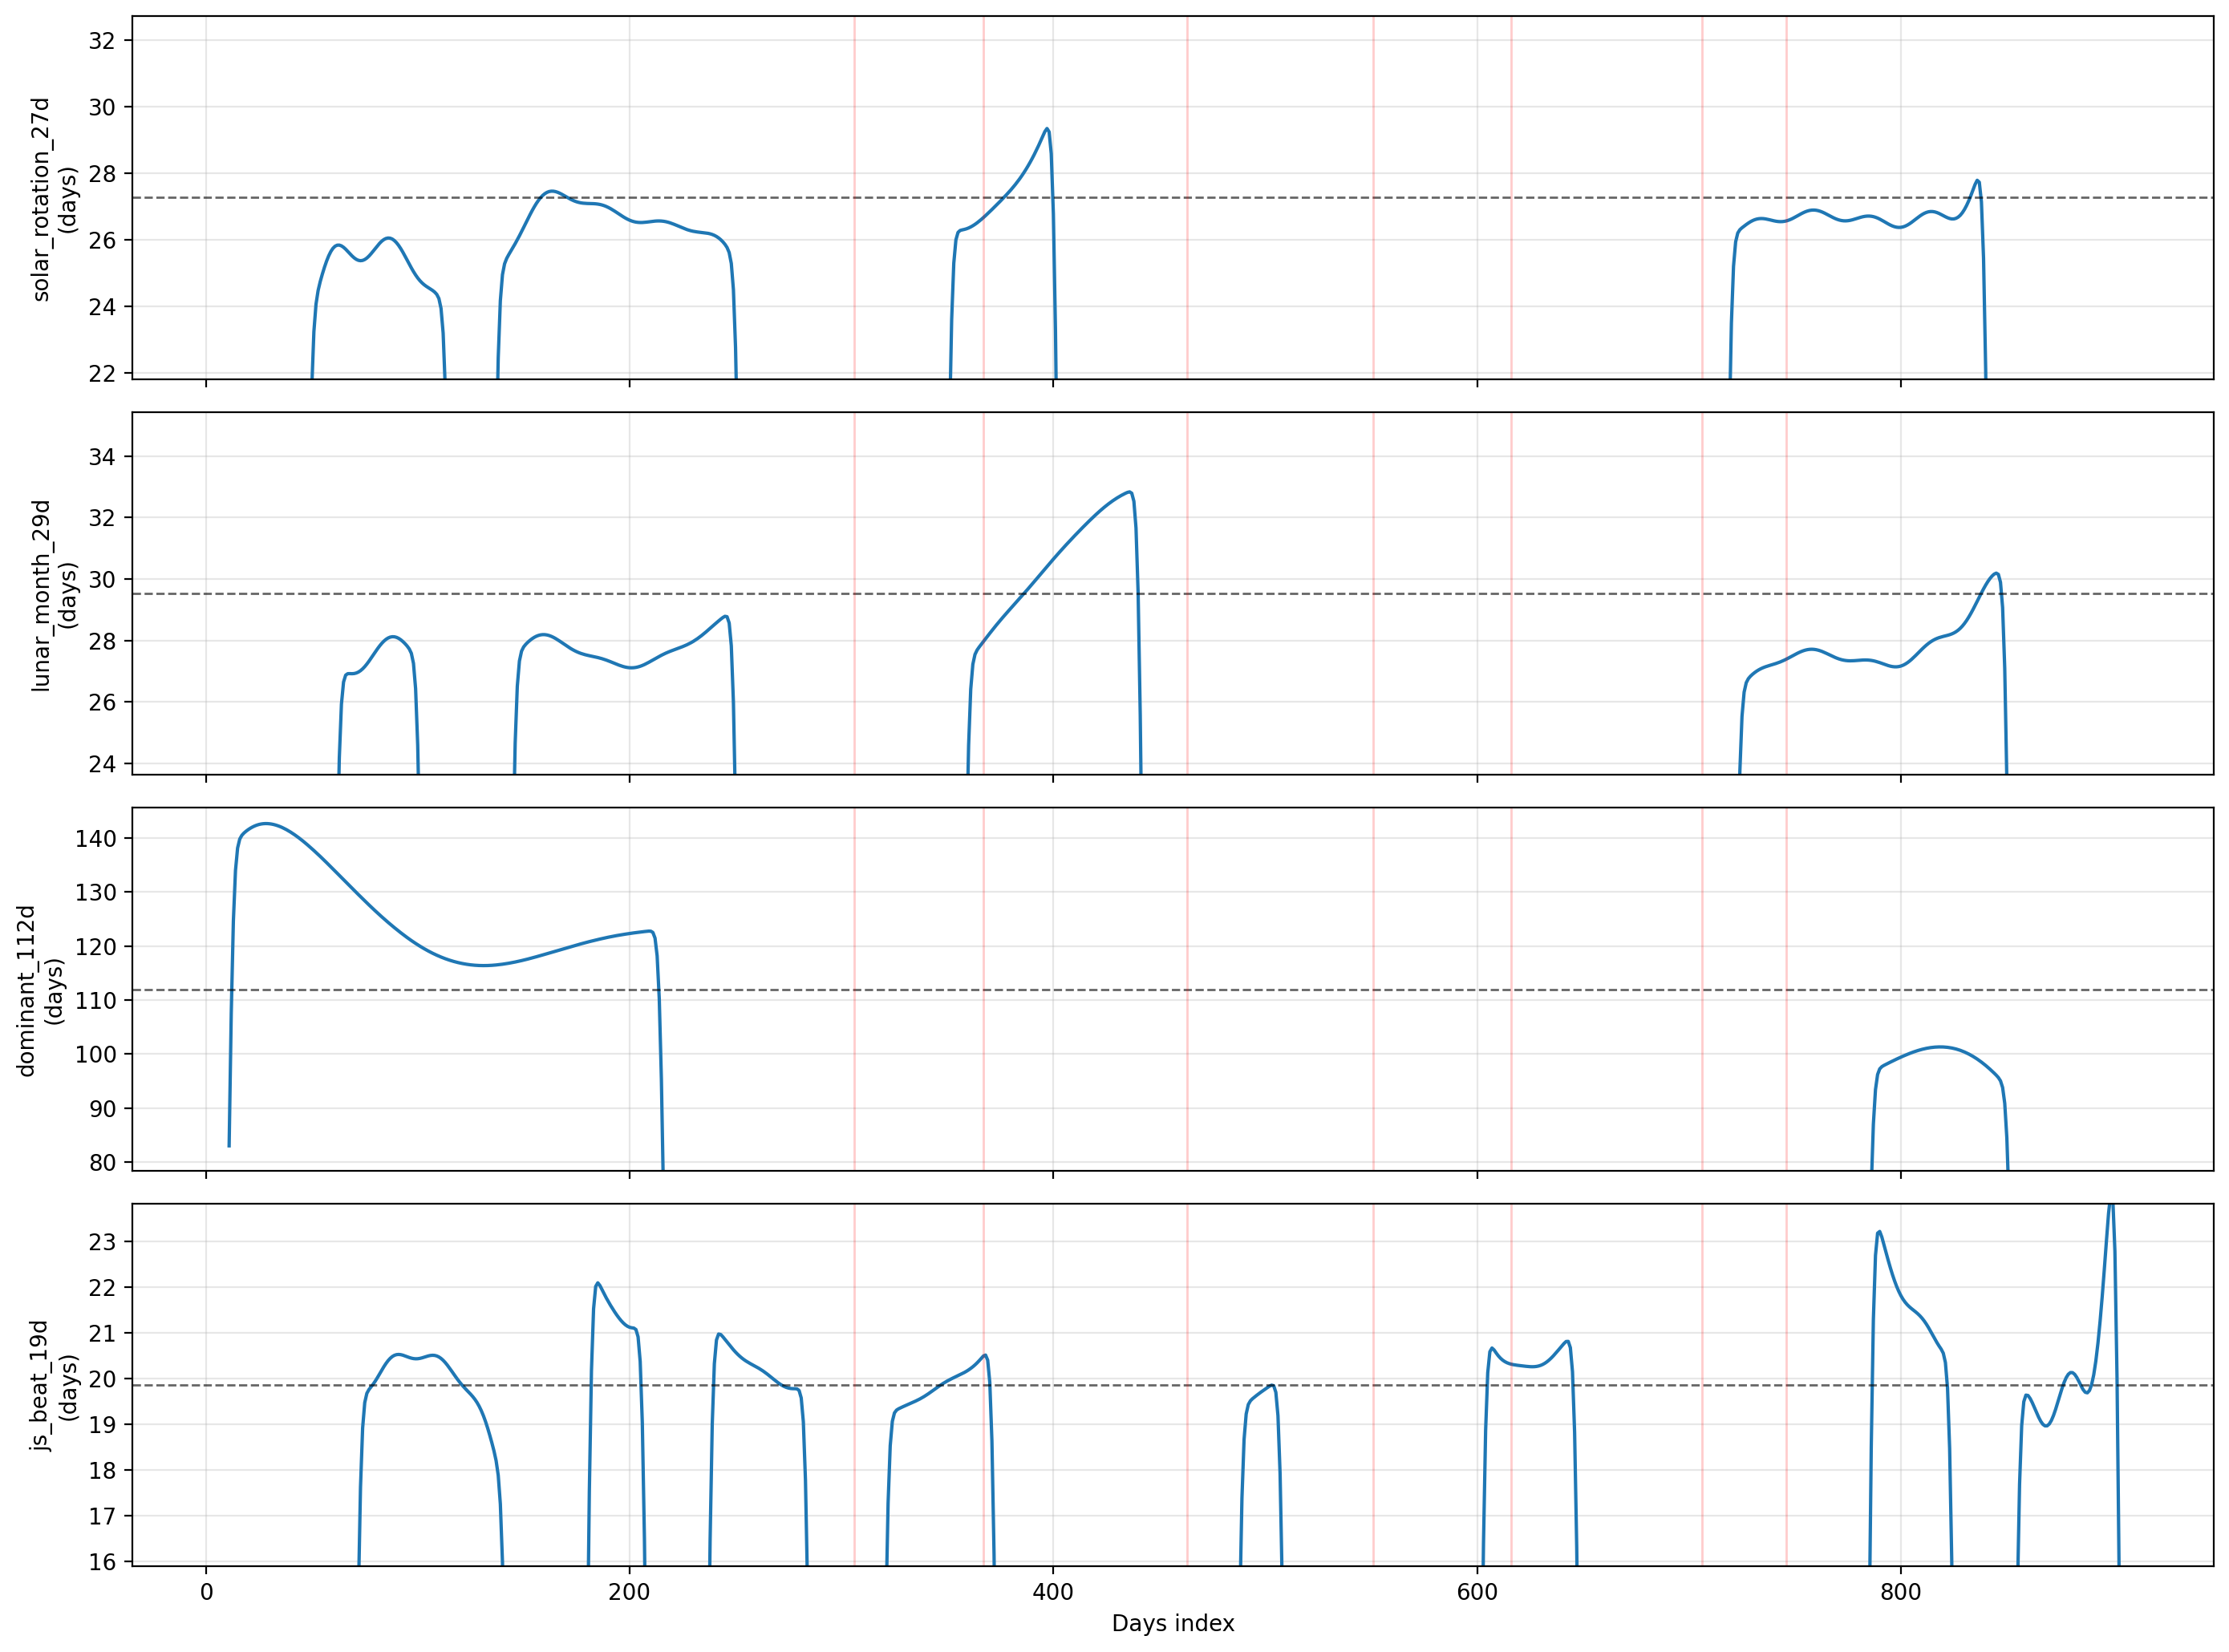 32
30
28
26
24
22
solar_rotation_27d
(days)
34
32
30
28
26
24
lunar_month_29d
(days)
140
130
120
110
100
90
80
dominant_112d
(days)
23
22
21
20
19
18
17
16
js_beat_19d
(days)
0 200 400 600 800
Days index